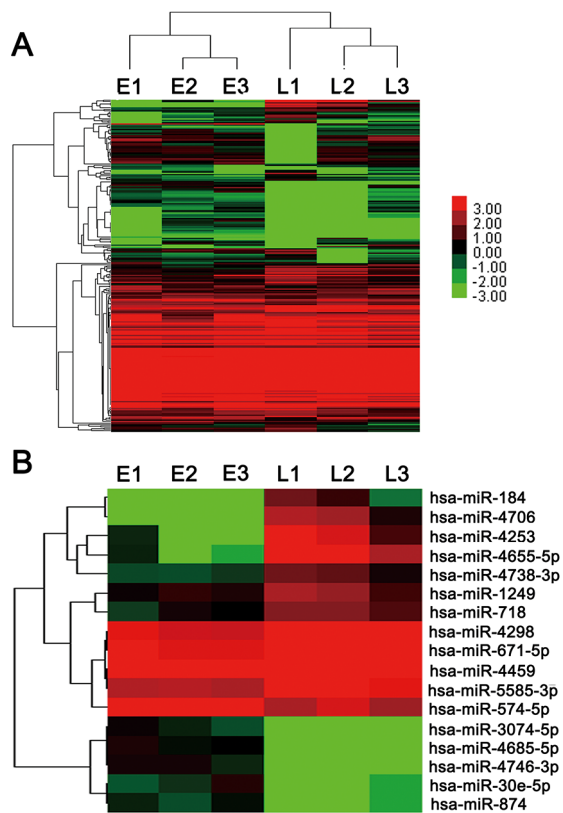 A
E1 E2 E3 L1 L2 L3
3.00
2.00
1.00
0.00
-1.00
-2.00
-3.00
B
E1 E2 E3 L1 L2 L3
hsa-miR-184
hsa-miR-4706
hsa-miR-4253
hsa-miR-4655-5p
hsa-miR-4738-3p
hsa-miR-1249
hsa-miR-718
hsa-miR-4298
hsa-miR-671-5p
hsa-miR-4459
hsa-miR-5585-3p
hsa-miR-574-5p
hsa-miR-3074-5p
hsa-miR-4685-5p
hsa-miR-4746-3p
hsa-miR-30e-5p
hsa-miR-874